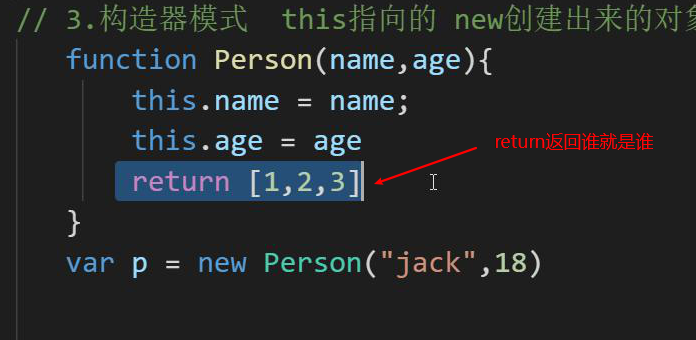 // 3.构造器模式  this指向的 new创建出来的对象
function Person(name,age){
this.name = name;
this.age = age
return [1,2,3]
return返回谁就是谁
}
var p = new Person("jack",18)